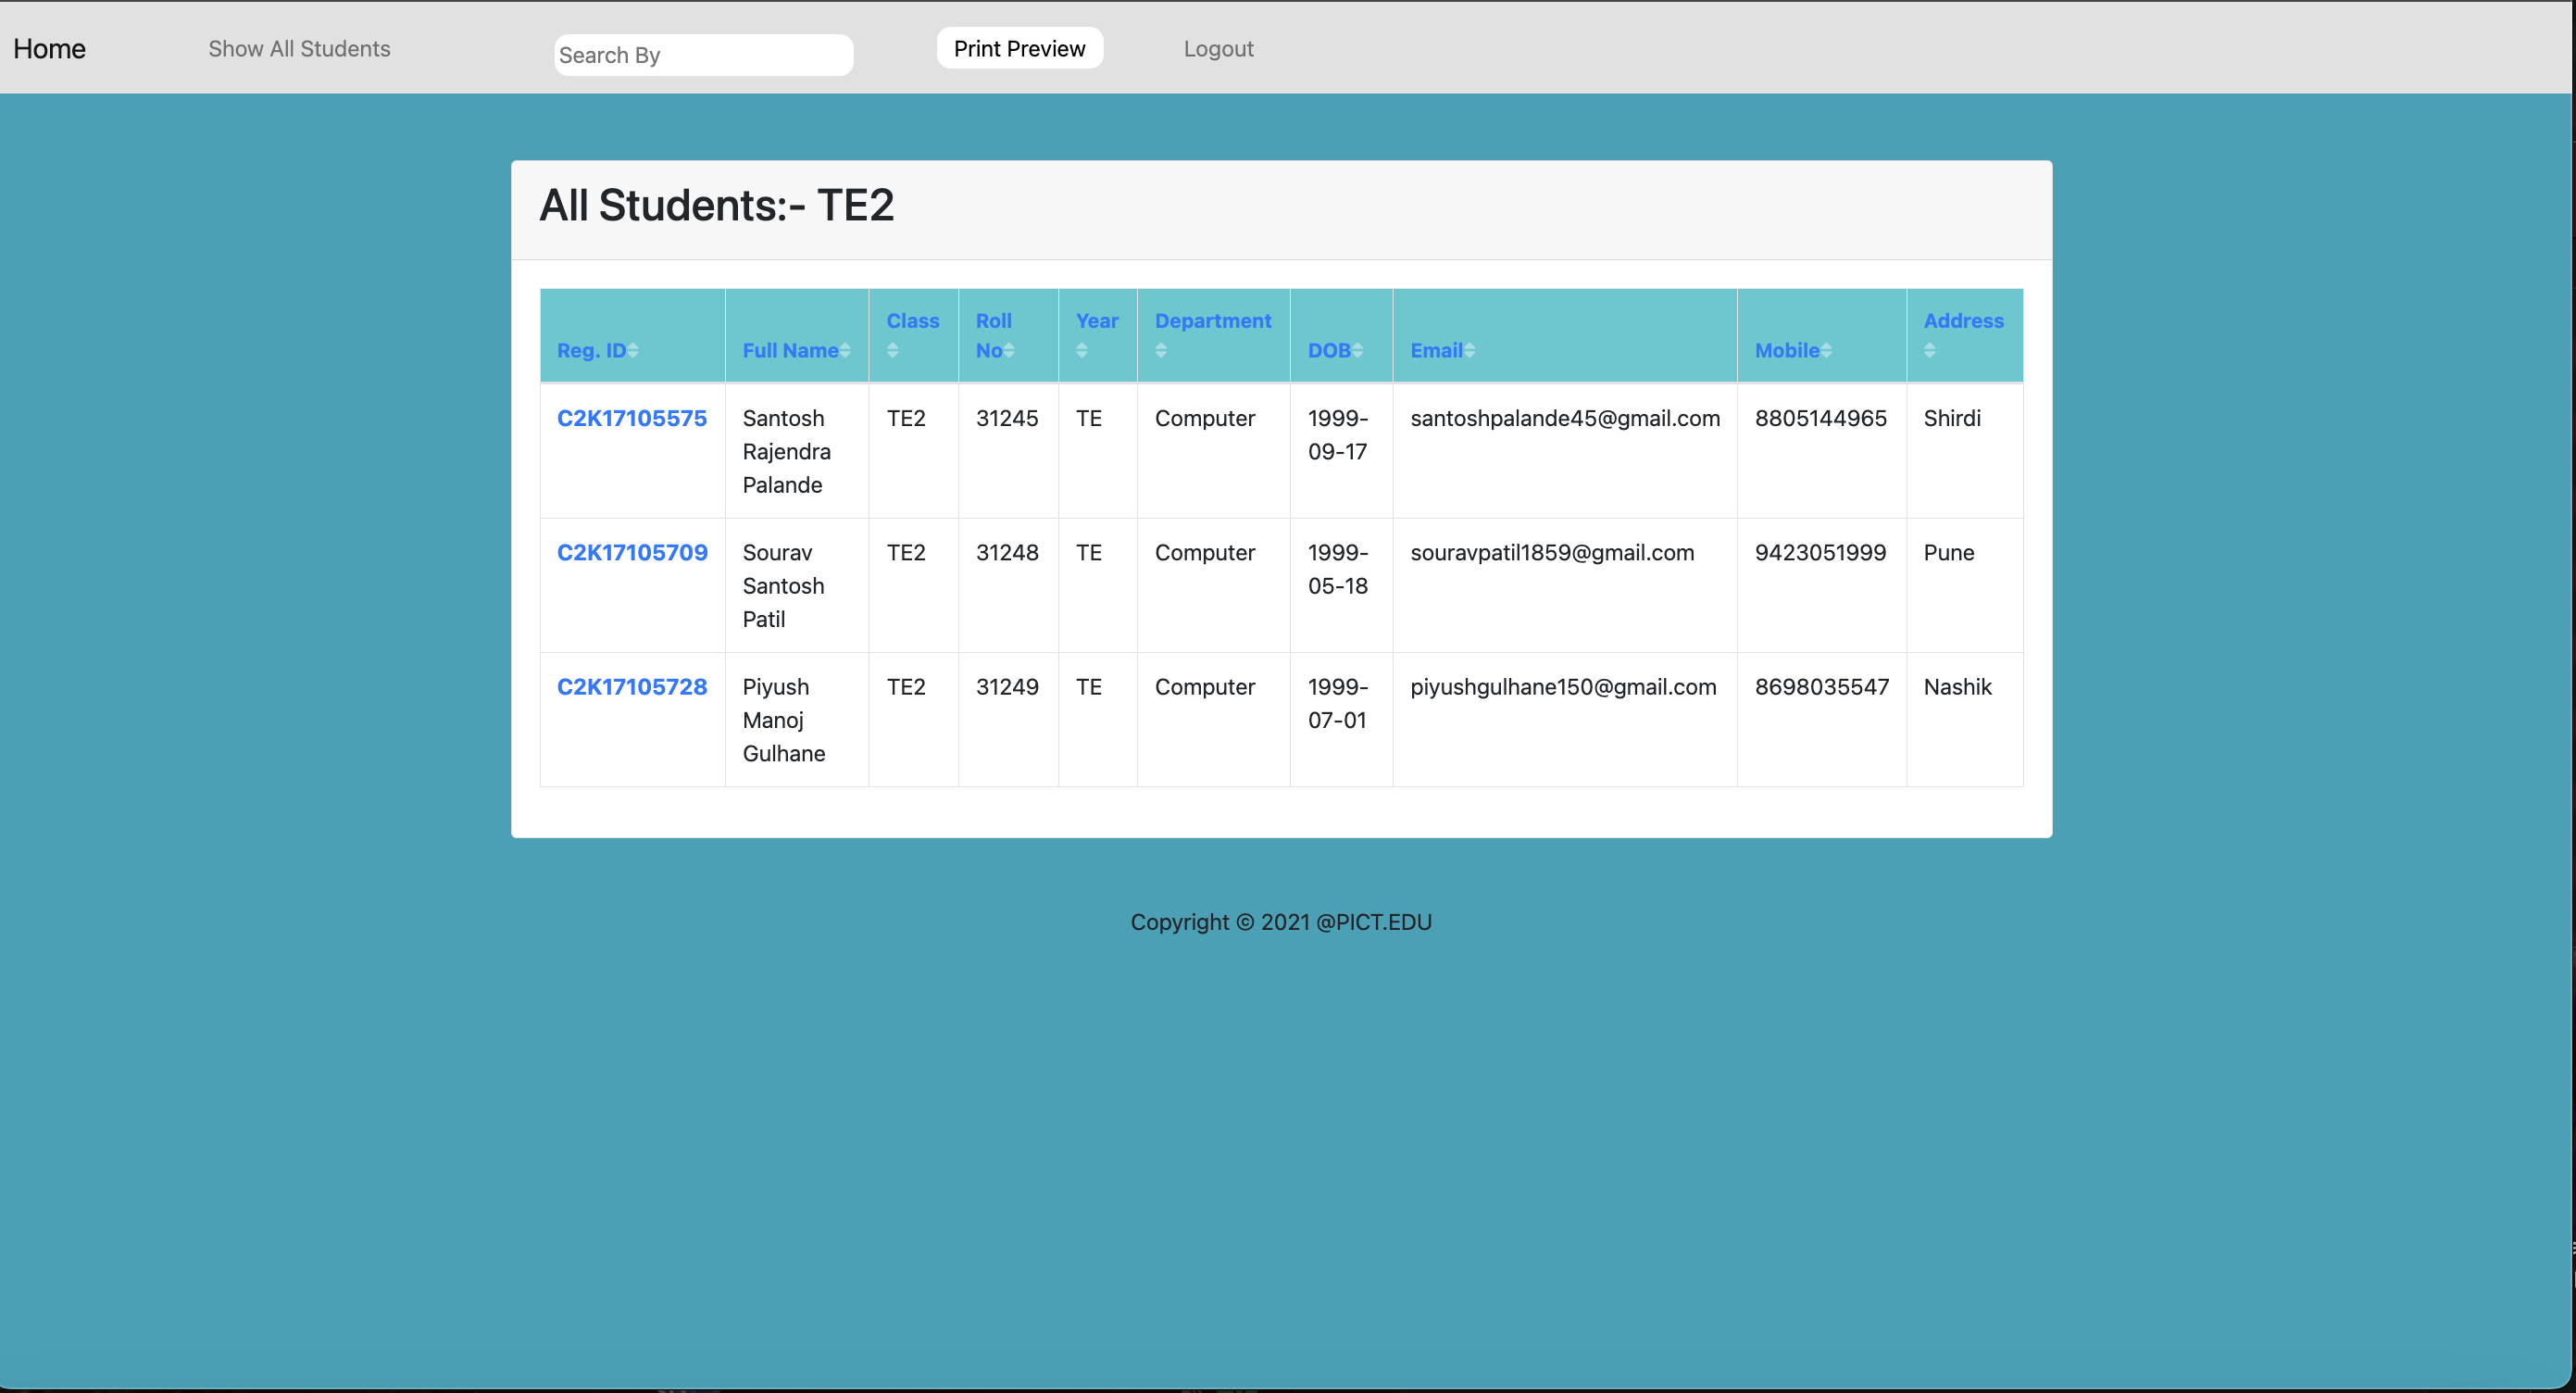 Home Show All Students Search By Print Preview Logout
All Students:- TE2
Class Roll Year Department Address
Reg. ID Full Name No DOB Email Mobile
C2K17105575 Santosh TE2 31245 TE Computer 1999- santoshpalande45@gmail.com 8805144965 Shirdi
Rajendra 09-17
Palande
C2K17105709 Sourav TE2 31248 TE Computer 1999- souravpatil1859@gmail.com 9423051999 Pune
Santosh 05-18
Patil
C2K17105728 Piyush TE2 31249 TE Computer 1999- piyushgulhane150@gmail.com 8698035547 Nashik
Manoj 07-01
Gulhane
Copyright © 2021 @PICT.EDU